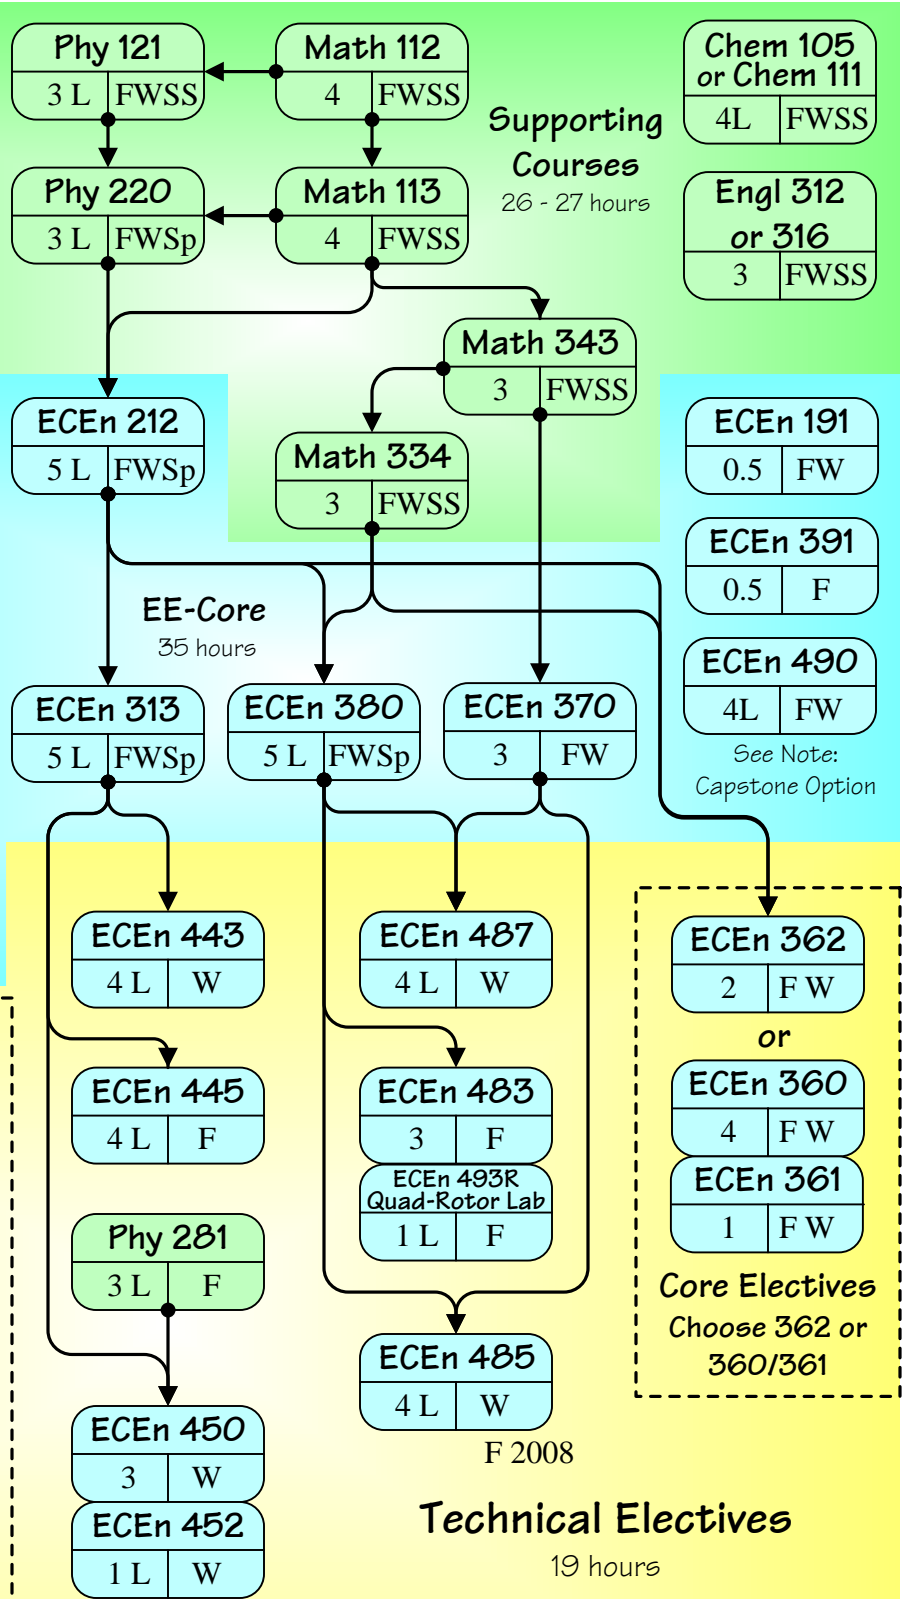 Phy 121
3 L FWSS
Math 112
4 FWSS
Chem 105
or Chem 111
4L FWSS
Supporting
Courses
26 - 27 hours
Phy 220
3 L FWSp
Math 113
4 FWSS
Engl 312
or 316
3 FWSS
Math 343
3 FWSS
ECEn 212
5 L FWSp
Math 334
3 FWSS
ECEn 191
0.5 FW
ECEn 391
0.5 F
EE-Core
35 hours
ECEn 490
4L FW
See Note:
Capstone Option
ECEn 313
5 L FWSp
ECEn 380
5 L FWSp
ECEn 370
3 FW
ECEn 443
4 L W
ECEn 487
4 L W
ECEn 362
2 F W
or
ECEn 360
4 F W
ECEn 361
1 F W
Core Electives
Choose 362 or
360/361
ECEn 445
4 L F
ECEn 483
3 F
ECEn 493R
Quad-Rotor Lab
1 L F
Phy 281
3 L F
ECEn 485
4 L W
F 2008
ECEn 450
3 W
ECEn 452
1 L W
Technical Electives
19 hours